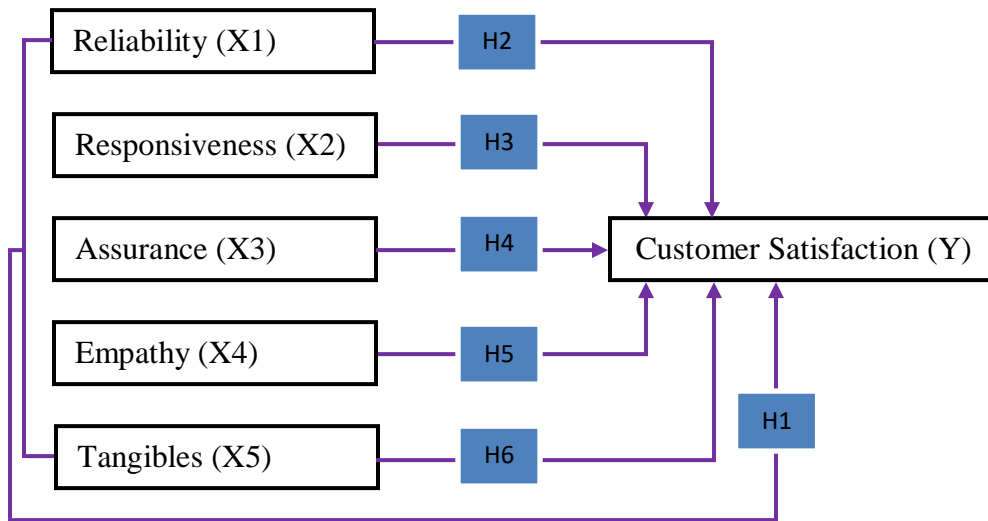 Reliability (X1)
H2
Responsiveness (X2)
H3
Assurance (X3)
H4
Customer Satisfaction (Y)
Empathy (X4)
H5
H1
Tangibles (X5)
H6